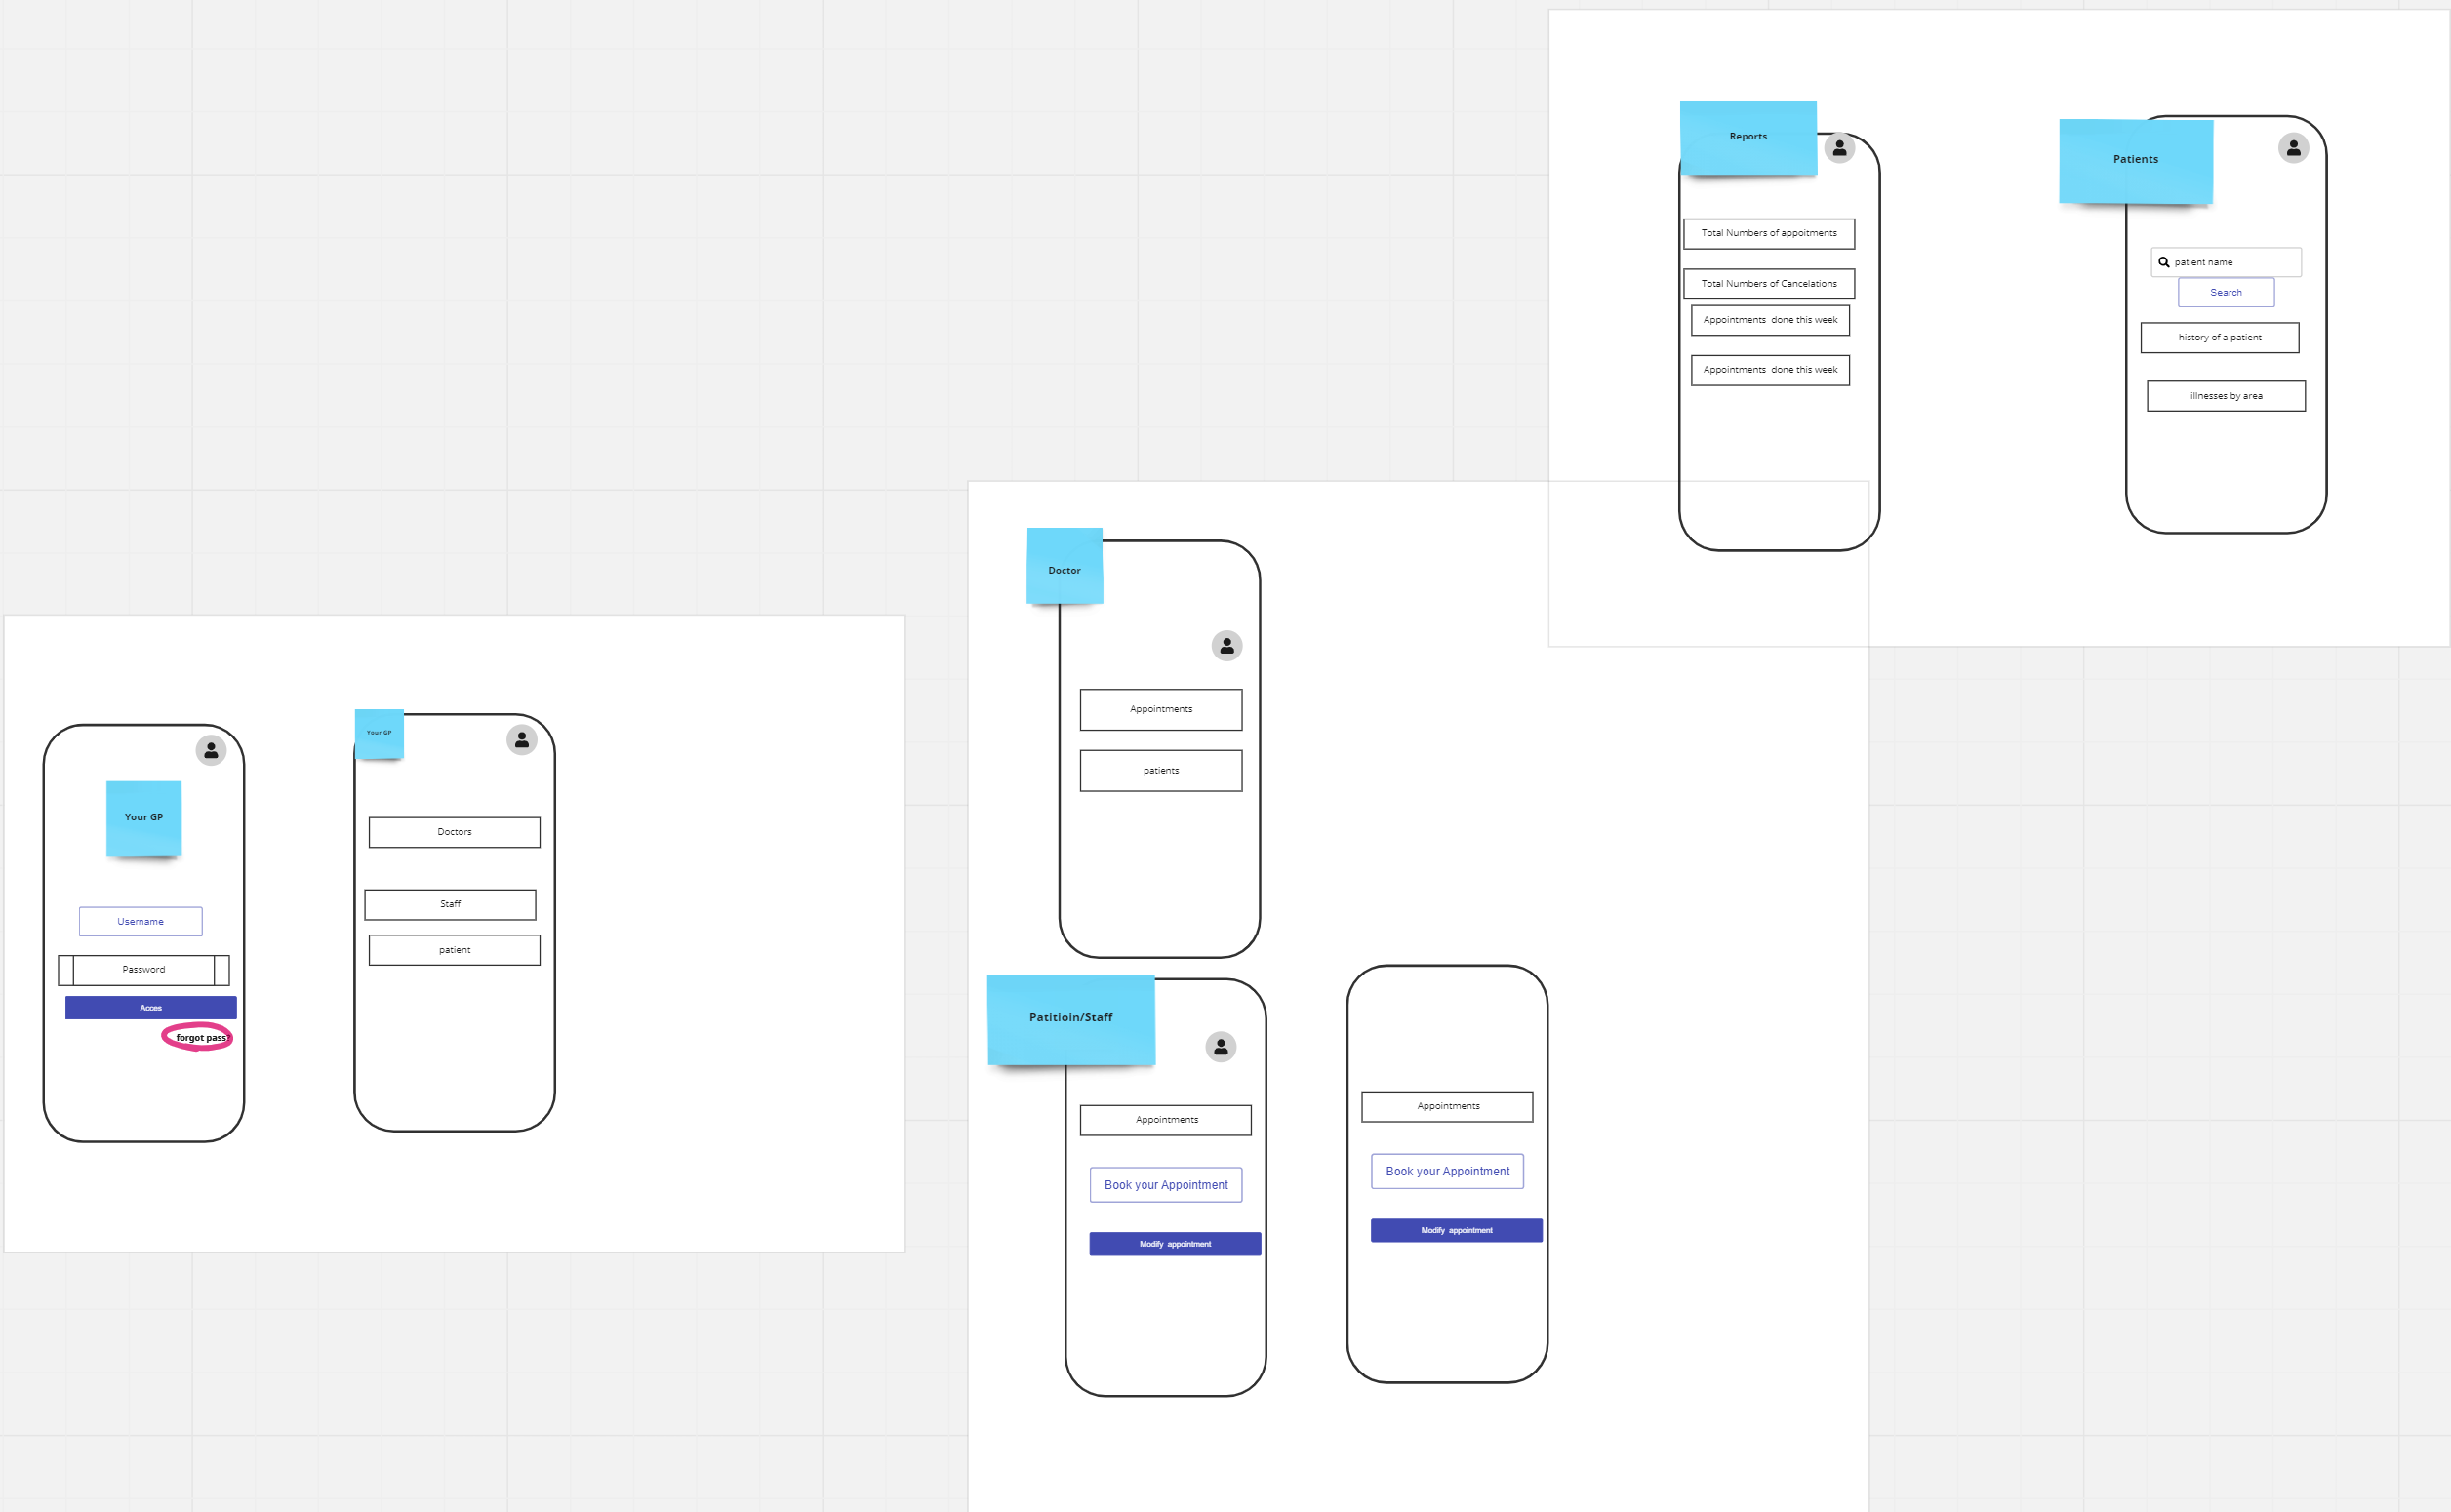 Your GP
Username
Password
Acces
forgot pass?
Your GP
Doctors
Staff
patient
Doctor
Appointments
patients
Patitioin/Staff
Appointments
Book your Appointment
Modify appointment
Appointments
Book your Appointment
Modify appointment
Reports
Total Numbers of appoitments
Total Numbers of Cancelations
Appointments done this week
Appointments done this week
Patients
patient name
Search
history of a patient
illnesses by area